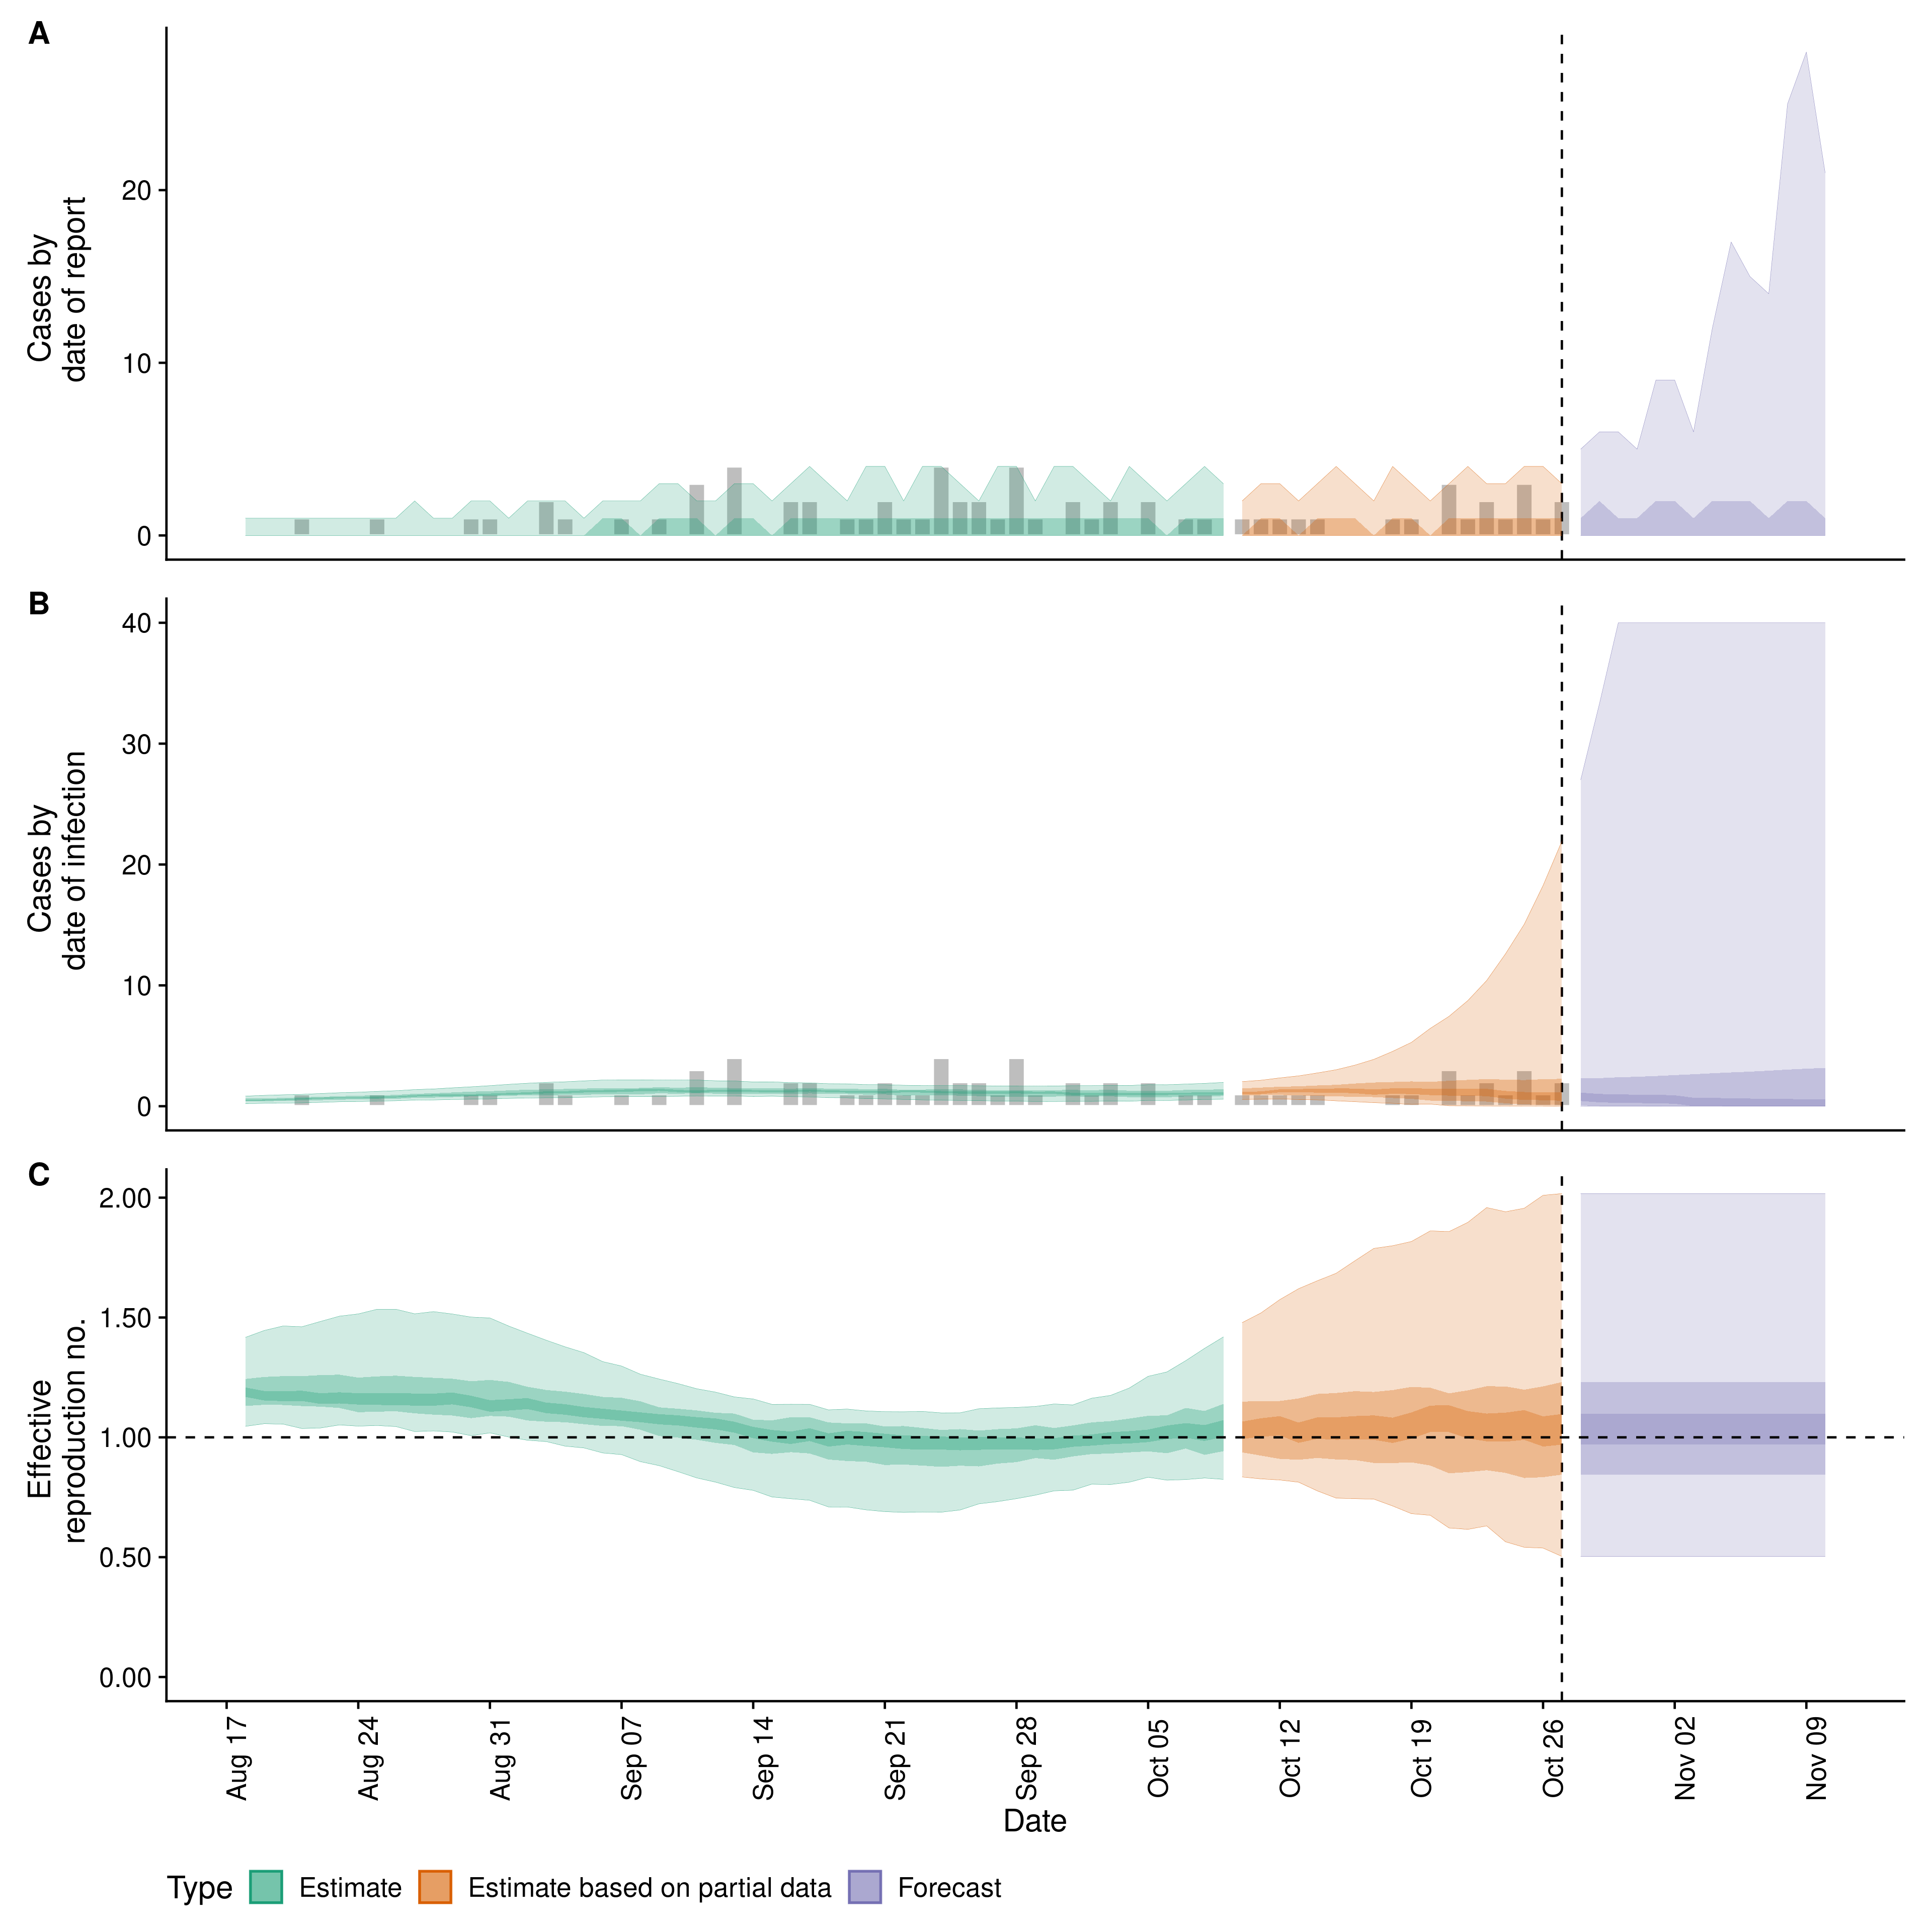 A
Cases by
date of report
20
10
0
B
Cases by
date of infection
40
30
20
10
0
C
Effective
reproduction no.
2.00
1.50
1.00
0.50
0.00
Aug 17
Aug 24
Aug 31
Sep 07
Sep 14
Sep 21
Sep 28
Oct 05
Oct 12
Oct 19
Oct 26
Nov 02
Nov 09
Date
Type Estimate Estimate based on partial data Forecast